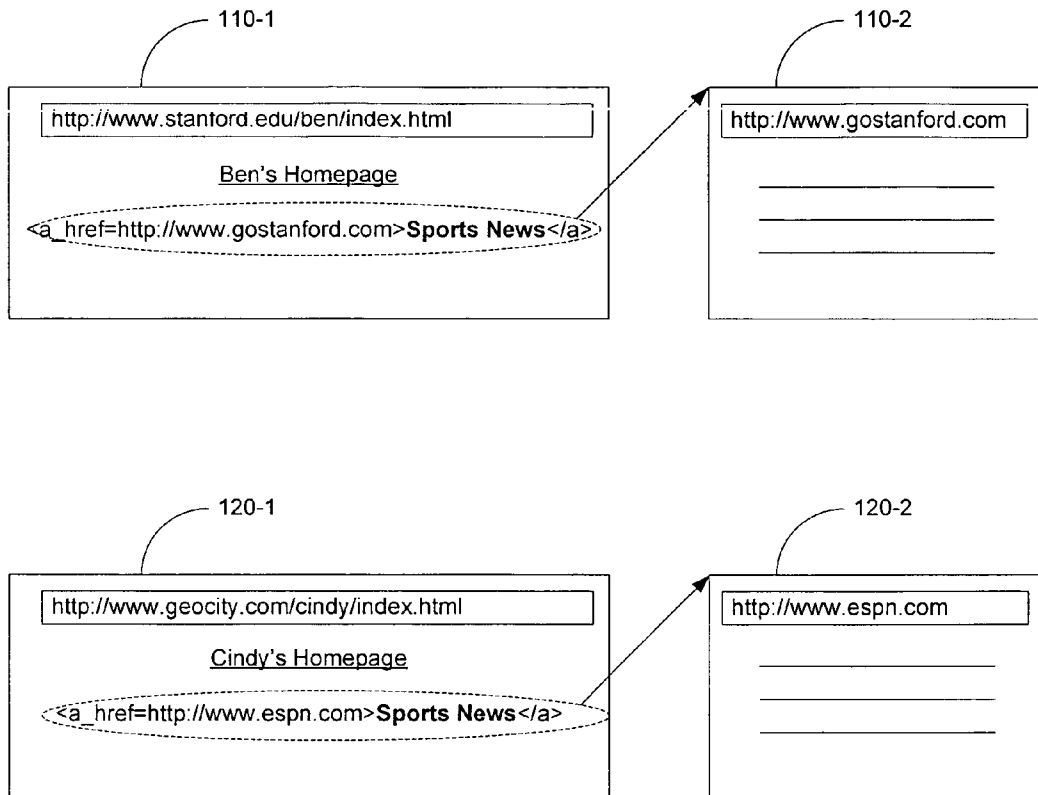 110-1
110-2
http://www.stanford.edu/ben/index.html
http://www.gostanford.com
Ben's Homepage
<a_href=http://www.gostanford.com>Sports News</a>
120-1
120-2
http://www.geocity.com/cindy/index.html
http://www.espn.com
Cindy's Homepage
<a_href=http://www.espn.com>Sports News</a>